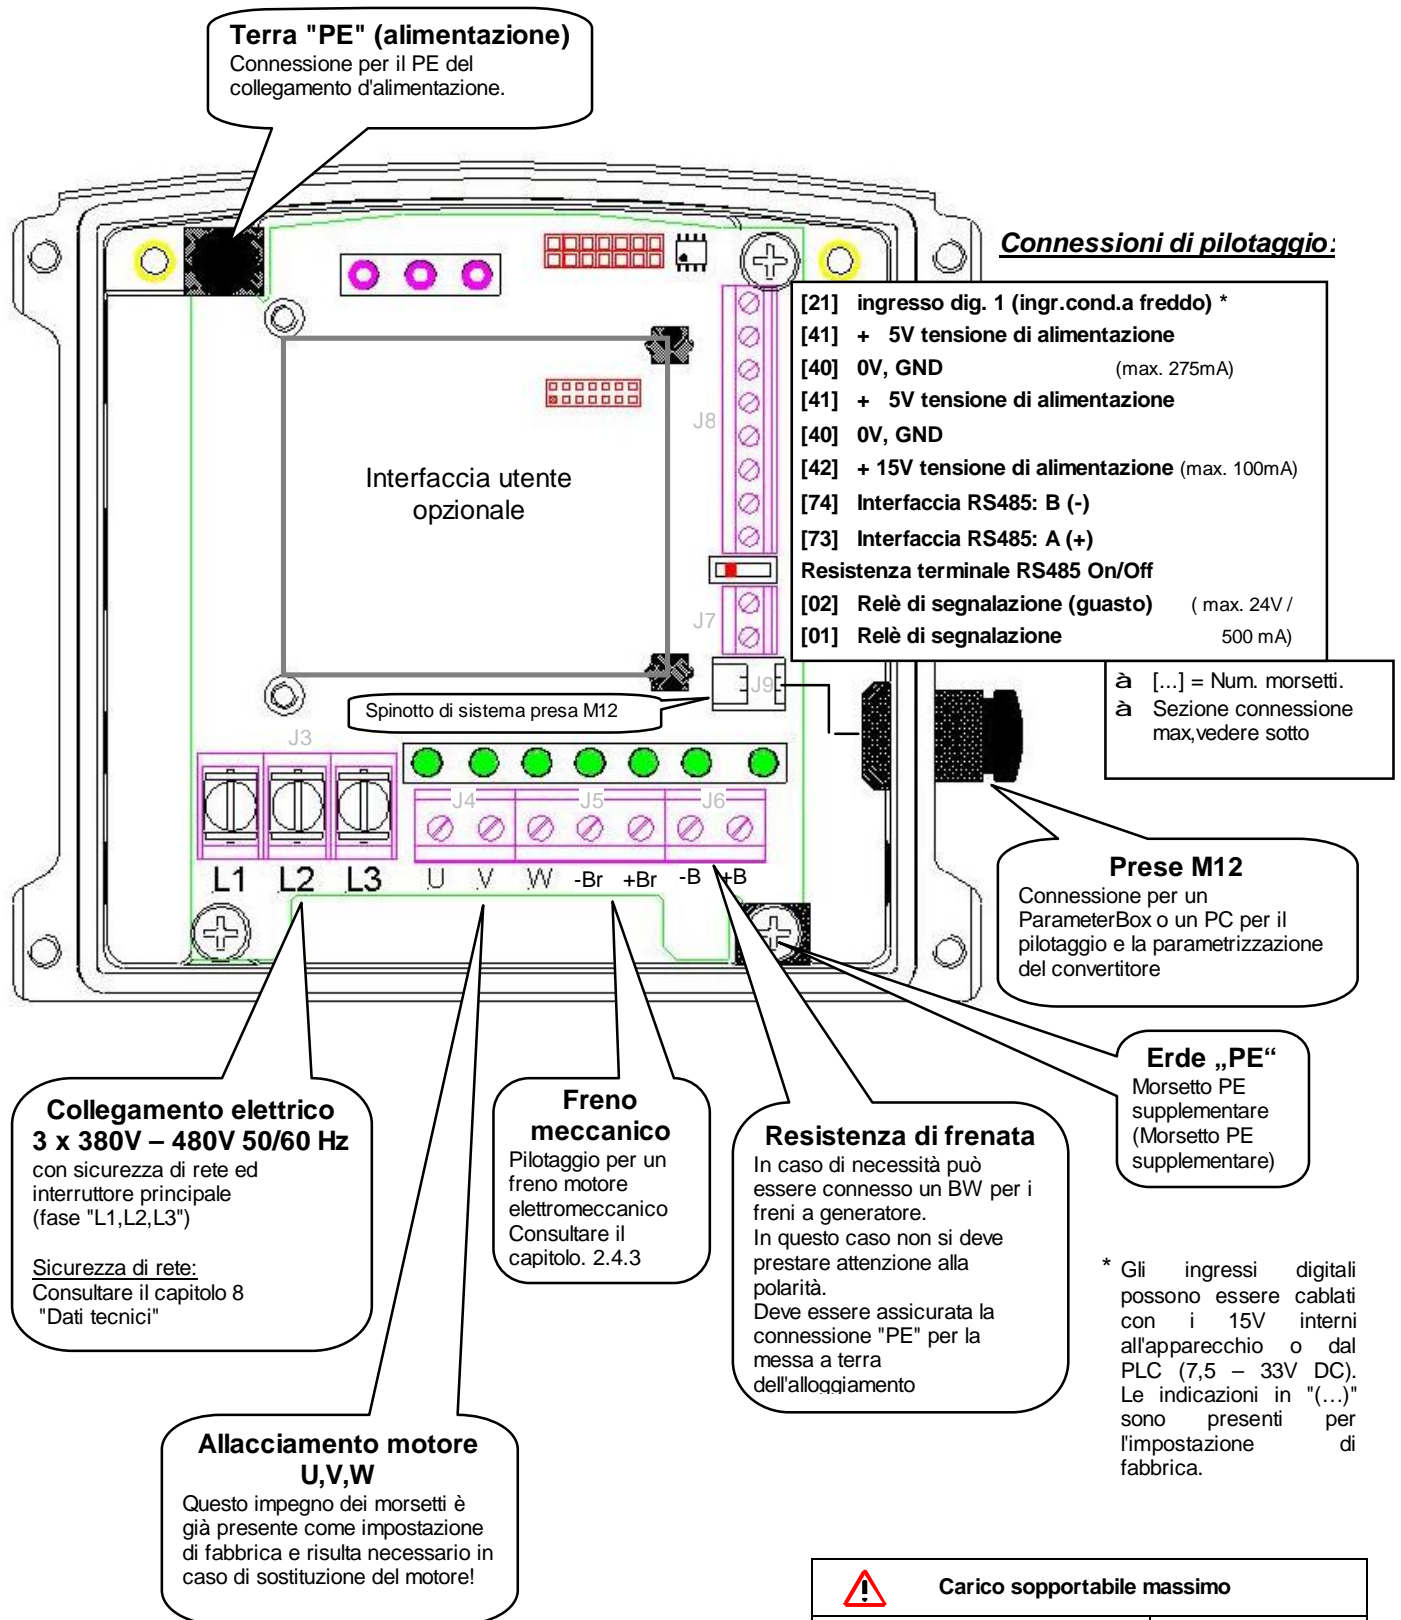 Terra "PE" (alimentazione)
Connessione per il PE del
collegamento d'alimentazione.
Connessioni di pilotaggio:
[21] ingresso dig. 1 (ingr.cond.a freddo) *
[41] + 5V tensione di alimentazione
[40] 0V, GND (max. 275mA)
[41] + 5V tensione di alimentazione
[40] 0V, GND
[42] + 15V tensione di alimentazione (max. 100mA)
[74] Interfaccia RS485: B (-)
[73] Interfaccia RS485: A (+)
Resistenza terminale RS485 On/Off
[02] Relè di segnalazione (guasto) ( max. 24V /
[01] Relè di segnalazione 500 mA)
J8
J7
J9
Interfaccia utente
opzionale
à [...] = Num. morsetti.
à Sezione connessione
max,vedere sotto
Spinotto di sistema presa M12
J3
J4 J5 J6
L1 L2 L3 U V W -Br +Br -B +B
Prese M12
Connessione per un
ParameterBox o un PC per il
pilotaggio e la parametrizzazione
del convertitore
Erde „PE“
Morsetto PE
supplementare
(Morsetto PE
supplementare)
Collegamento elettrico
3 x 380V – 480V 50/60 Hz
con sicurezza di rete ed
interruttore principale
(fase "L1,L2,L3")
Sicurezza di rete:
Consultare il capitolo 8
"Dati tecnici"
Freno
meccanico
Pilotaggio per un
freno motore
elettromeccanico
Consultare il
capitolo. 2.4.3
Resistenza di frenata
In caso di necessità può
essere connesso un BW per i
freni a generatore.
In questo caso non si deve
prestare attenzione alla
polarità.
Deve essere assicurata la
connessione "PE" per la
messa a terra
dell'alloggiamento
* Gli ingressi digitali
possono essere cablati
con i 15V interni
all'apparecchio o dal
PLC (7,5 – 33V DC).
Le indicazioni in "(…)"
sono presenti per
l'impostazione di
fabbrica.
Allacciamento motore
U,V,W
Questo impegno dei morsetti è
già presente come impostazione
di fabbrica e risulta necessario in
caso di sostituzione del motore!
Carico sopportabile massimo